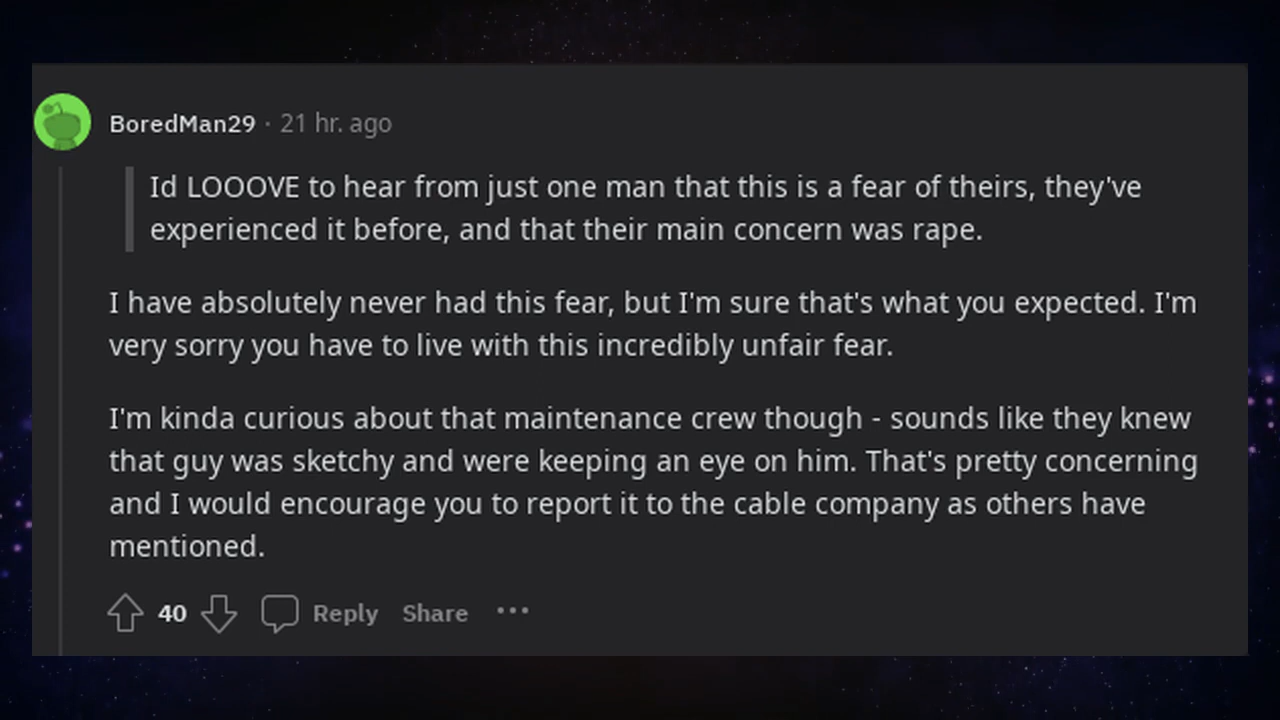 BoredMan29 · 21 hr. ago
Id LOOOVE to hear from just one man that this is a fear of theirs, they've
experienced it before, and that their main concern was rape.
I have absolutely never had this fear, but I'm sure that's what you expected. I'm
very sorry you have to live with this incredibly unfair fear.
I'm kinda curious about that maintenance crew though - sounds like they knew
that guy was sketchy and were keeping an eye on him. That's pretty concerning
and I would encourage you to report it to the cable company as others have
mentioned.
40 Reply Share ···